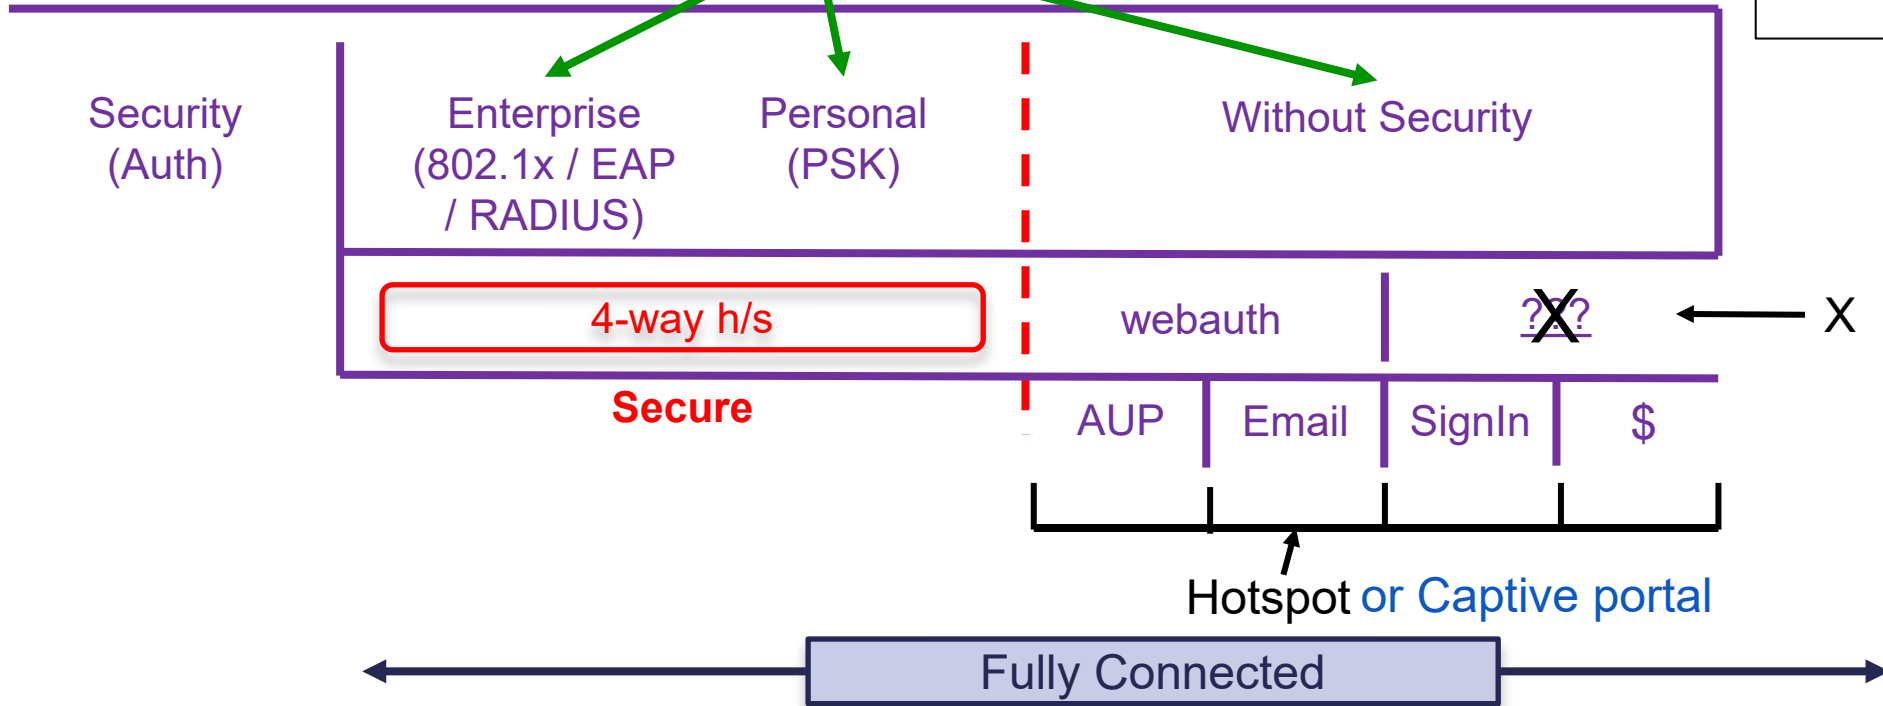 Security
(Auth)
Enterprise
(802.1x / EAP
/ RADIUS)
Personal
(PSK)
Without Security
4-way h/s
webauth
???
X
X
Secure
AUP
Email
SignIn
$
Hotspot or Captive portal
Fully Connected